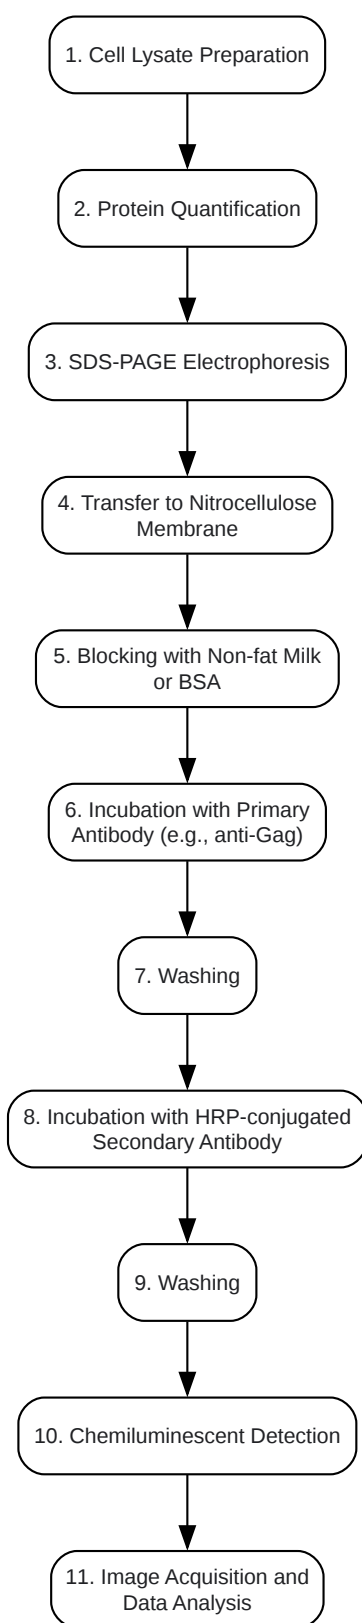 1. Cell Lysate Preparation
2. Protein Quantification
3. SDS-PAGE Electrophoresis
4. Transfer to Nitrocellulose
Membrane
5. Blocking with Non-fat Milk
or BSA
6. Incubation with Primary
Antibody (e.g., anti-Gag)
7. Washing
8. Incubation with HRP-conjugated
Secondary Antibody
9. Washing
10. Chemiluminescent Detection
11. Image Acquisition and
Data Analysis